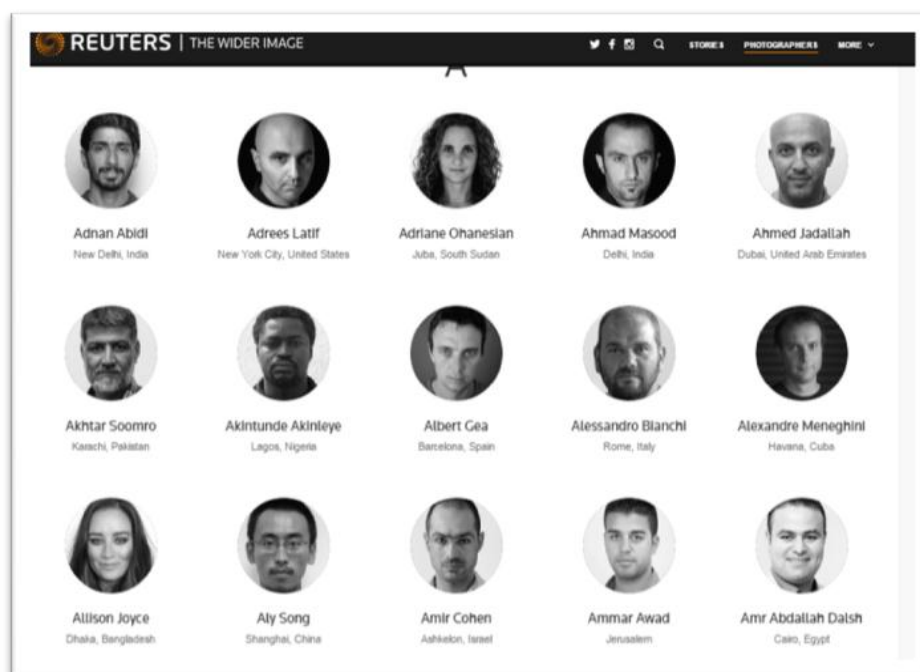 REUTERS | THE WIDER IMAGE
STORIES PHOTOGRAPHERS MORE
A
Adnan Abidi
New Delhi, India
Adrees Latif
New York City, United States
Adriane Ohanesian
Juba, South Sudan
Ahmad Masood
Delhi, India
Ahmed Jadallah
Dubai, United Arab Emirates
Akhtar Soomro
Karachi, Pakistan
Akintunde Akinleye
Lagos, Nigeria
Albert Gea
Barcelona, Spain
Alessandro Bianchi
Rome, Italy
Alexandre Meneghini
Havana, Cuba
Allison Joyce
Dhaka, Bangladesh
Aly Song
Shanghai, China
Amir Cohen
Ashkelon, Israel
Ammar Awad
Jerusalem
Amr Abdallah Dalsh
Cairo, Egypt